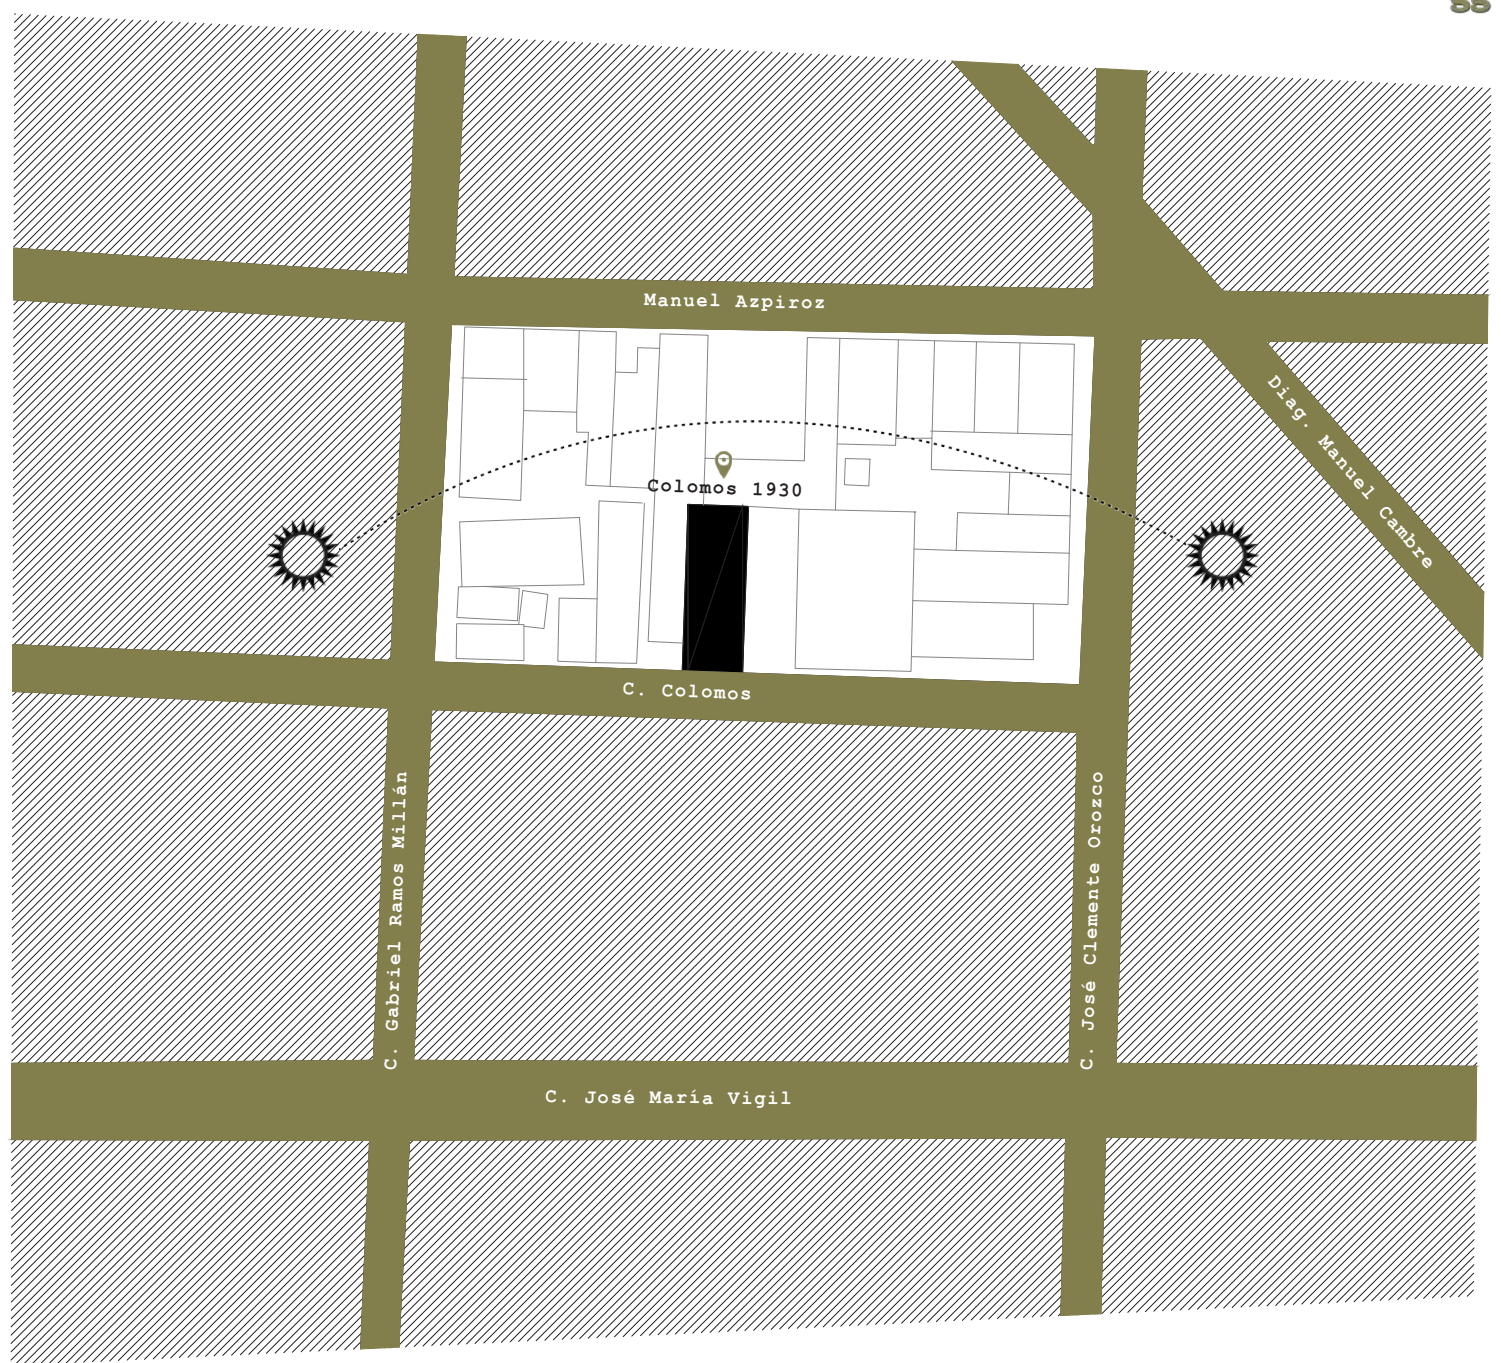 Manuel Azpiroz
Diag. Manuel Cambre
Colomos 1930
C. Colomos
C. Gabriel Ramos Millán
C. José Clemente Orozco
C. José María Vigil